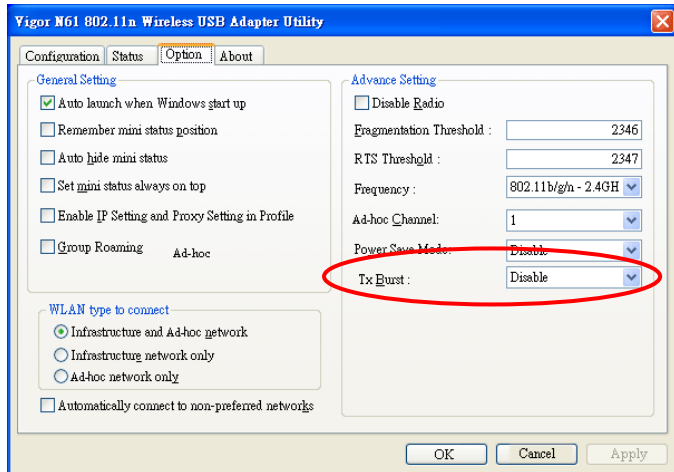 Vigor N61 802.11n Wireless USB Adapter Utility
Configuration Status Option About
General Setting
Auto launch when Windows start up
Remember mini status position
Auto hide mini status
Set mini status always on top
Enable IP Setting and Proxy Setting in Profile
Group Roaming Ad-hoc
WLAN type to connect
Infrastructure and Ad-hoc network
Infrastructure network only
Ad-hoc network only
Automatically connect to non-preferred networks
Advance Setting
Disable Radio
Fragmentation Threshold : 2346
RTS Threshold : 2347
Frequency : 802.11b/g/n - 2.4GH
Ad-hoc Channel: 1
Power Save Mode: Disable
Tx Burst : Disable
OK Cancel Apply